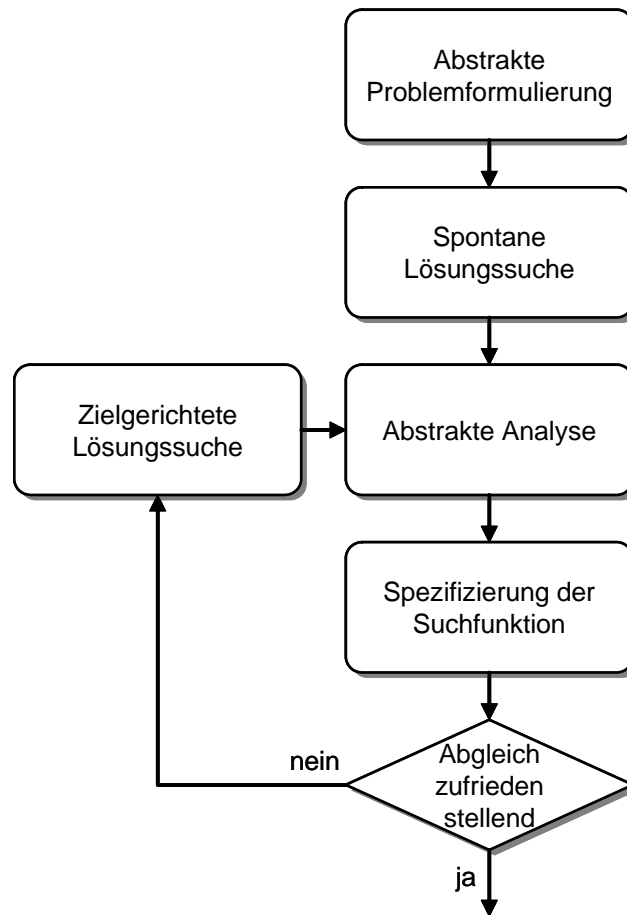 Abstrakte
Problemformulierung
Spontane
Lösungssuche
Zielgerichtete
Lösungssuche
Abstrakte Analyse
Spezifizierung der
Suchfunktion
nein
Abgleich
zufrieden
stellend
ja